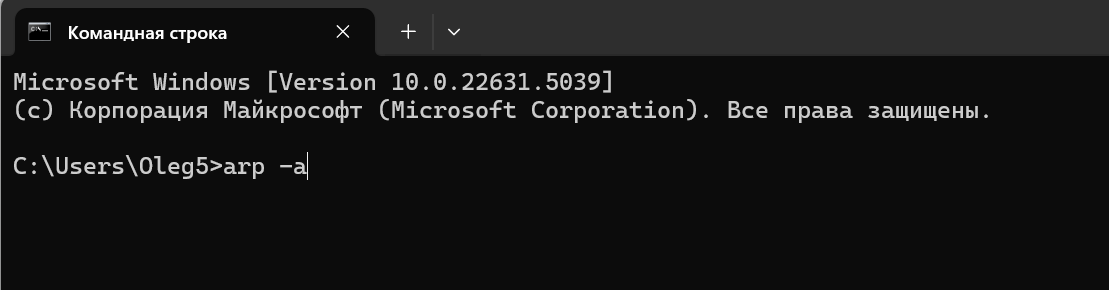 Командная строка
Microsoft Windows [Version 10.0.22631.5039]
(c) Корпорация Майкрософт (Microsoft Corporation). Все права защищены.
C:\Users\Oleg5>arp -a